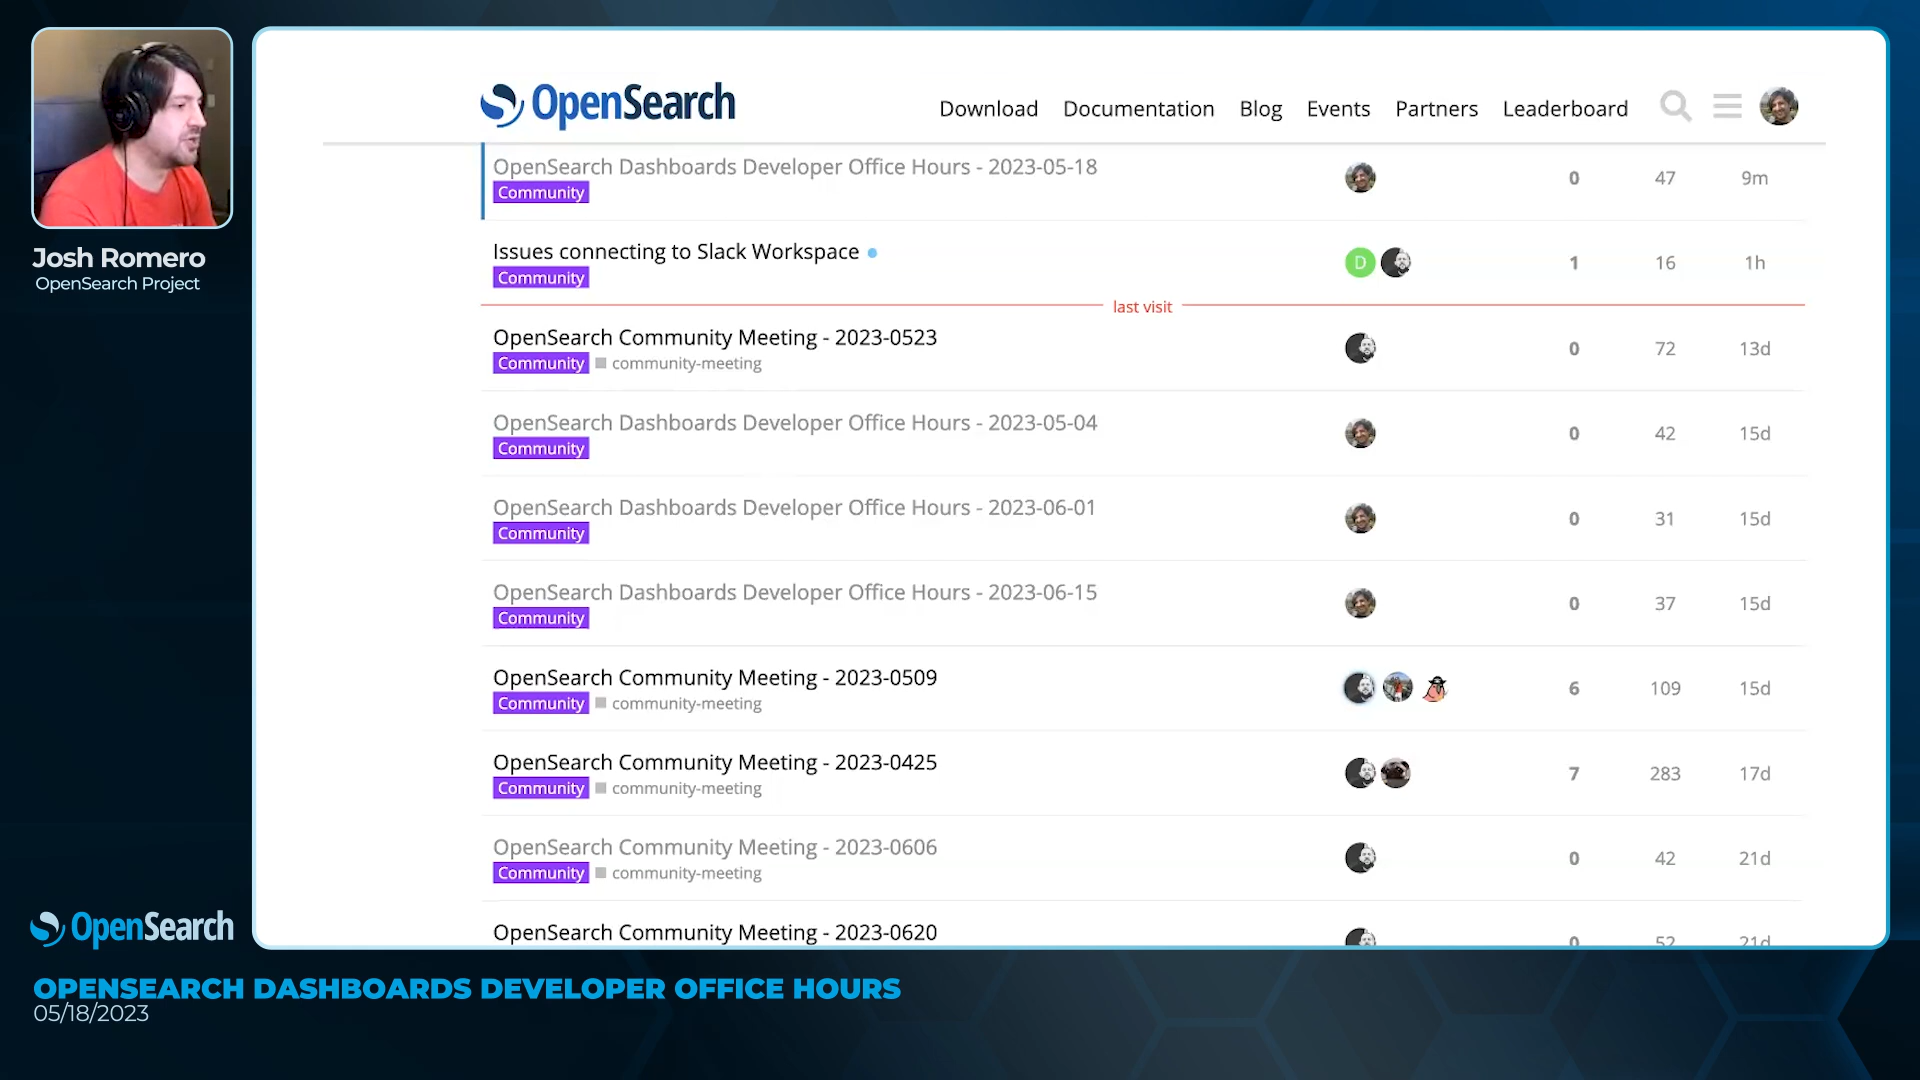 Josh Romero
OpenSearch Project
OpenSearch
Download Documentation Blog Events Partners Leaderboard
OpenSearch Dashboards Developer Office Hours - 2023-05-18
Community
0 47 9m
Issues connecting to Slack Workspace
Community
D
1 16 1h
last visit
OpenSearch Community Meeting - 2023-0523
Community community-meeting
0 72 13d
OpenSearch Dashboards Developer Office Hours - 2023-05-04
Community
0 42 15d
OpenSearch Dashboards Developer Office Hours - 2023-06-01
Community
0 31 15d
OpenSearch Dashboards Developer Office Hours - 2023-06-15
Community
0 37 15d
OpenSearch Community Meeting - 2023-0509
Community community-meeting
6 109 15d
OpenSearch Community Meeting - 2023-0425
Community community-meeting
7 283 17d
OpenSearch Community Meeting - 2023-0606
Community community-meeting
0 42 21d
OpenSearch Community Meeting - 2023-0620
0 52 21d
OpenSearch
OPENSEARCH DASHBOARDS DEVELOPER OFFICE HOURS
05/18/2023